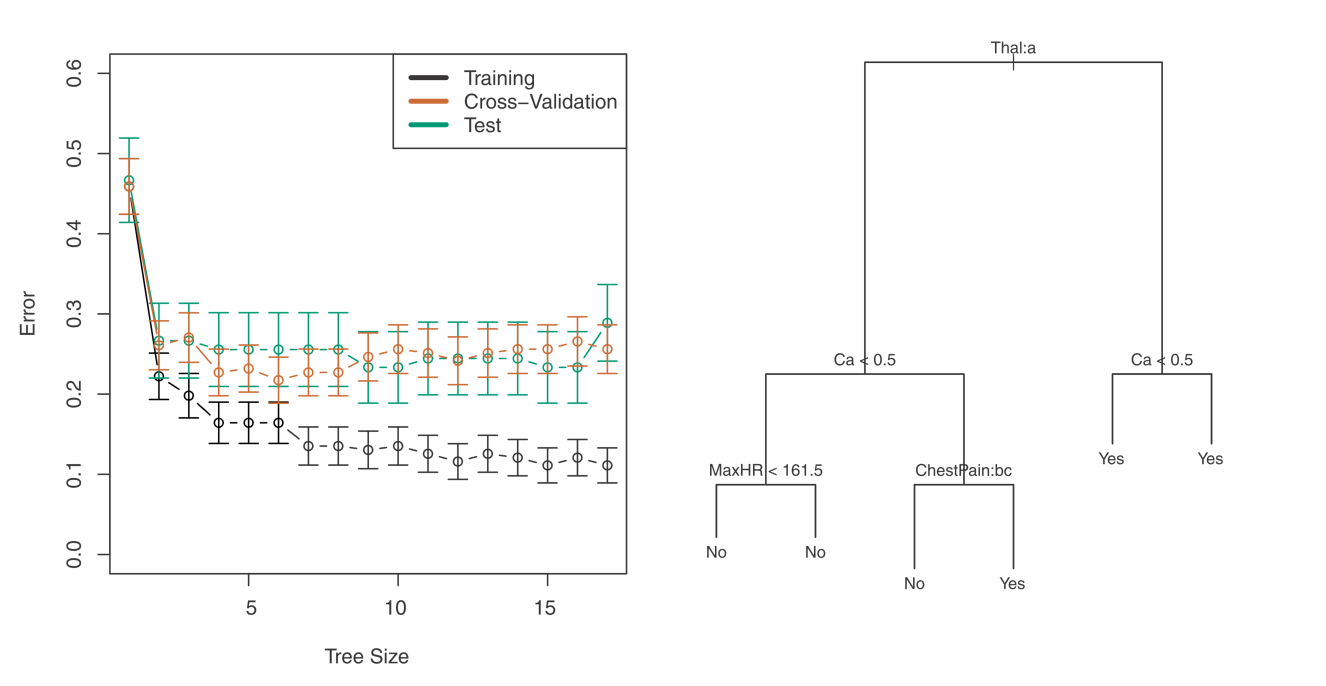 0.6
0.5
0.4
0.3
0.2
0.1
0.0
Error
5
10
15
Tree Size
Training
Cross−Validation
Test
Thal:a
Ca < 0.5
Ca < 0.5
MaxHR < 161.5
ChestPain:bc
Yes
Yes
No
No
No
Yes